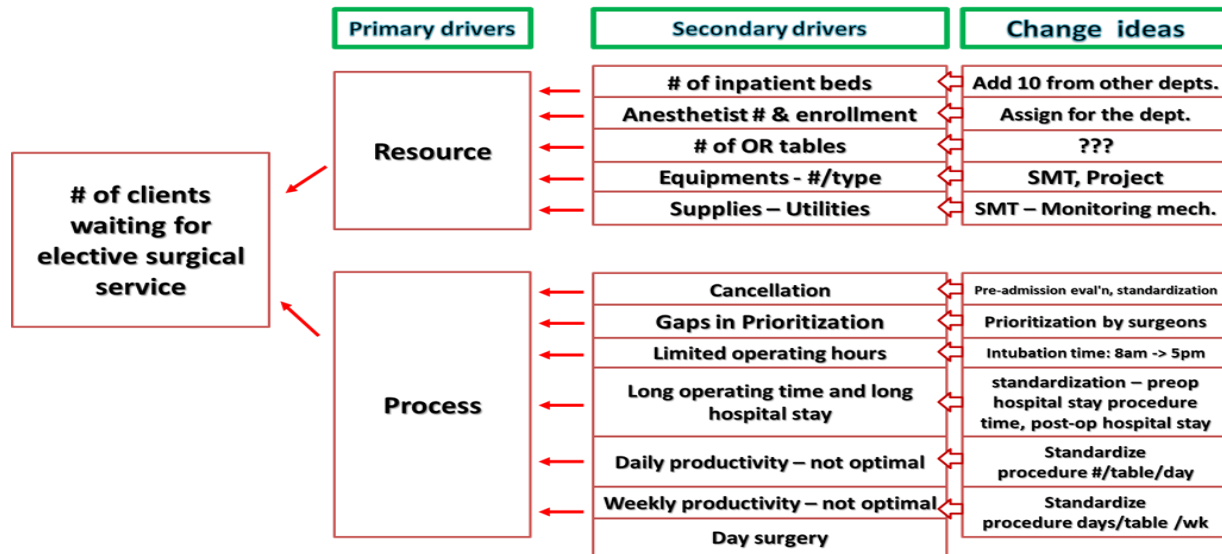 Primary drivers
Secondary drivers
Change ideas
# of clients
waiting for
elective surgical
service
Resource
# of inpatient beds
Add 10 from other depts.
Anesthetist # & enrollment
Assign for the dept.
# of OR tables
???
Equipments - #/type
SMT, Project
Supplies – Utilities
SMT – Monitoring mech.
Process
Cancellation
Pre-admission eval'n, standardization
Gaps in Prioritization
Prioritization by surgeons
Limited operating hours
Intubation time: 8am -> 5pm
Long operating time and long
hospital stay
standardization – preop
hospital stay procedure
time, post-op hospital stay
Daily productivity – not optimal
Standardize
procedure #/table/day
Weekly productivity – not optimal
Standardize
procedure days/table /wk
Day surgery